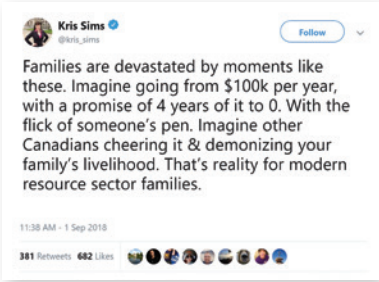 Kris Sims
@kris_sims
Follow
Families are devastated by moments like
these. Imagine going from $100k per year,
with a promise of 4 years of it to 0. With the
flick of someone's pen. Imagine other
Canadians cheering it & demonizing your
family's livelihood. That's reality for modern
resource sector families.
11:38 AM - 1 Sep 2018
381 Retweets 682 Likes